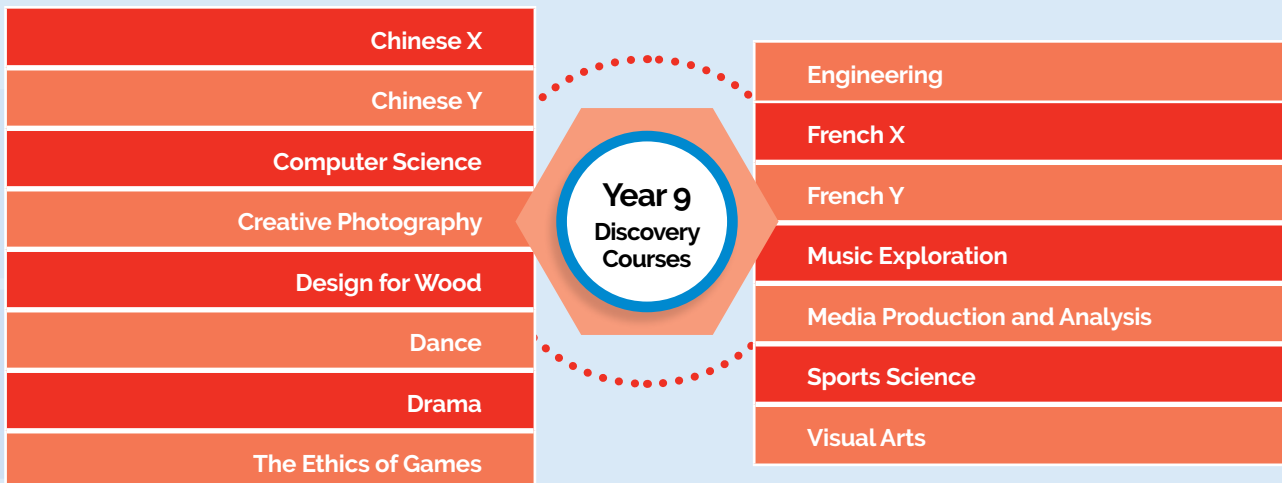 Chinese X
Chinese Y
Computer Science
Creative Photography
Design for Wood
Dance
Drama
The Ethics of Games
Year 9
Discovery
Courses
Engineering
French X
French Y
Music Exploration
Media Production and Analysis
Sports Science
Visual Arts